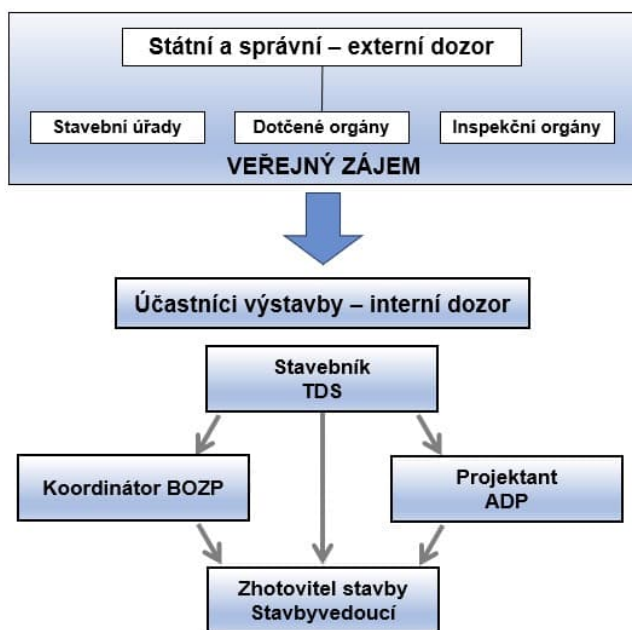 Státní a správní – externí dozor
Stavební úřady
Dotčené orgány
Inspekční orgány
VEŘEJNÝ ZÁJEM
Účastníci výstavby – interní dozor
Stavebník
TDS
Koordinátor BOZP
Projektant
ADP
Zhotovitel stavby
Stavbyvedoucí